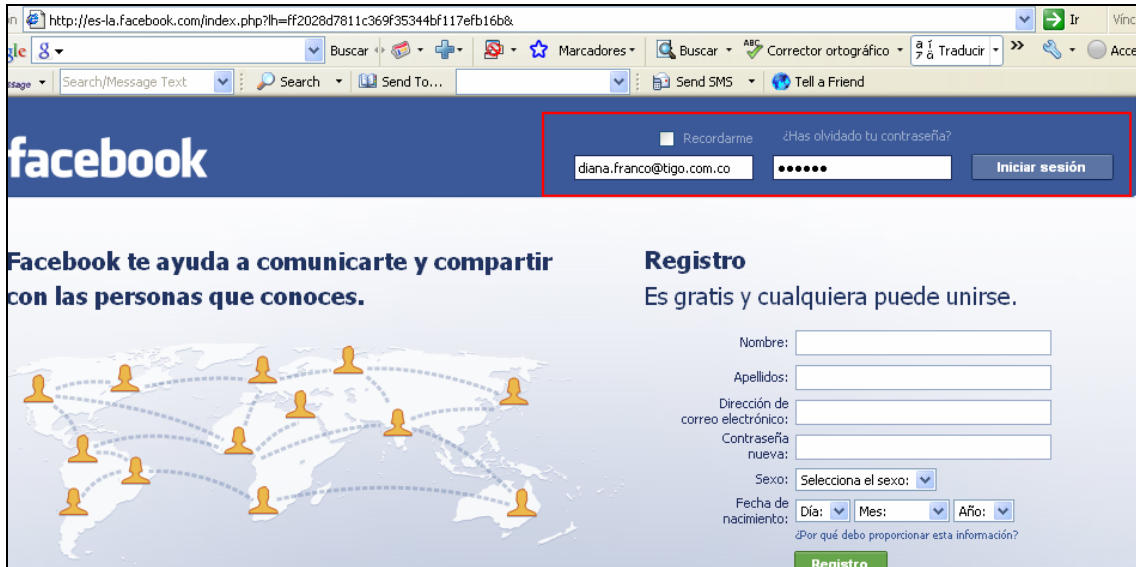 http://es-la.facebook.com/index.php?lh=ff2028d7811c369f35344bf117efb16b&
Ir
Buscar
Marcadores
Buscar
Corrector ortográfico
Traducir
Search/Message Text
Search
Send To...
Send SMS
Tell a Friend
facebook
Recordarme ¿Has olvidado tu contraseña?
diana.franco@tigo.com.co
Iniciar sesión
Facebook te ayuda a comunicarte y compartir
con las personas que conoces.
Registro
Es gratis y cualquiera puede unirse.
Nombre:
Apellidos:
Dirección de
correo electrónico:
Contraseña
nueva:
Sexo: Selecciona el sexo:
Fecha de
nacimiento: Día: Mes: Año:
¿Por qué debo proporcionar esta información?
Registro